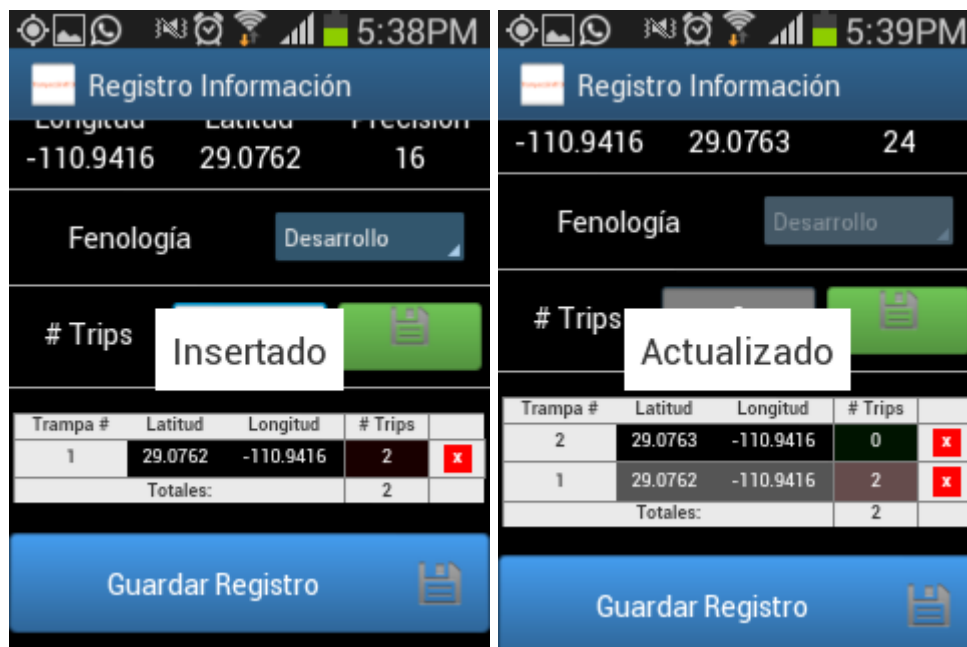 5:38PM
Registro Información
Longitud Latitud Precisión
-110.9416 29.0762 16
Fenología Desarrollo
# Trips
Insertado
Trampa # Latitud Longitud # Trips
1 29.0762 -110.9416 2 x
Totales: 2
Guardar Registro
5:39PM
Registro Información
-110.9416 29.0763 24
Fenología Desarrollo
# Trips
Actualizado
Trampa # Latitud Longitud # Trips
2 29.0763 -110.9416 0 x
1 29.0762 -110.9416 2 x
Totales: 2
Guardar Registro